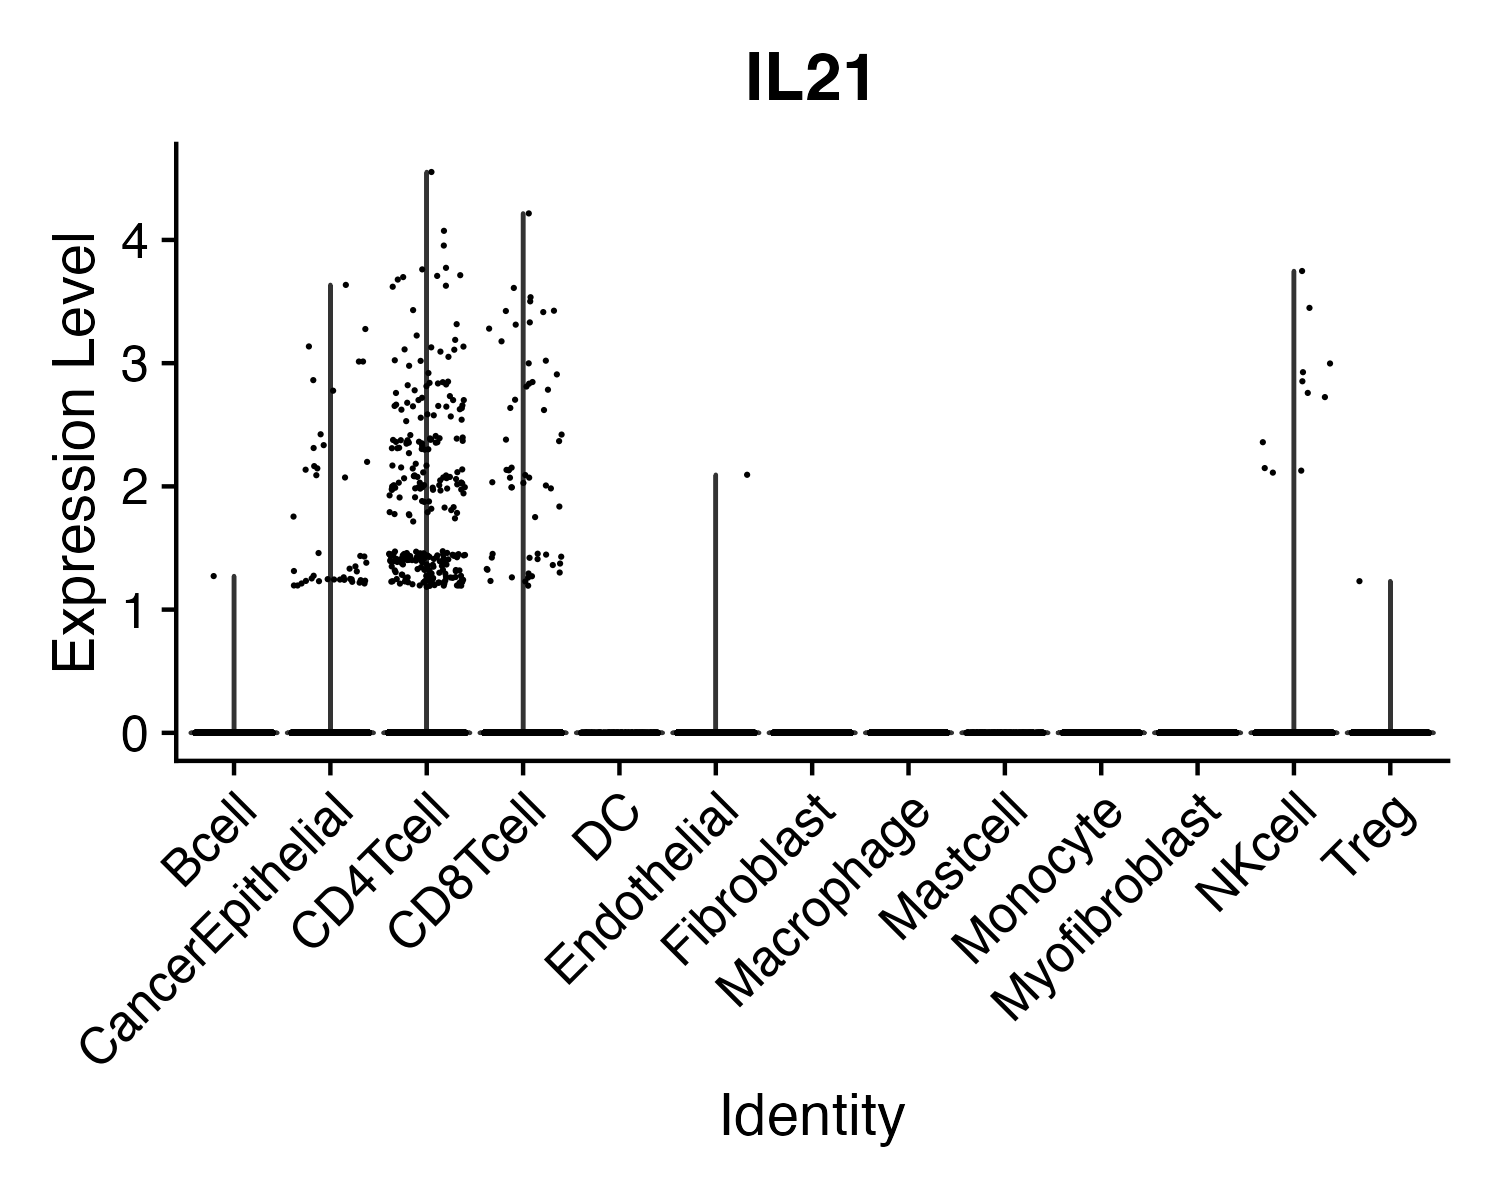 IL21
Expression Level
4
3
2
1
0
Bcell
CancerEpithelial
CD4Tcell
CD8Tcell
DC
Endothelial
Fibroblast
Macrophage
Mastcell
Monocyte
Myofibroblast
NKcell
Treg
Identity